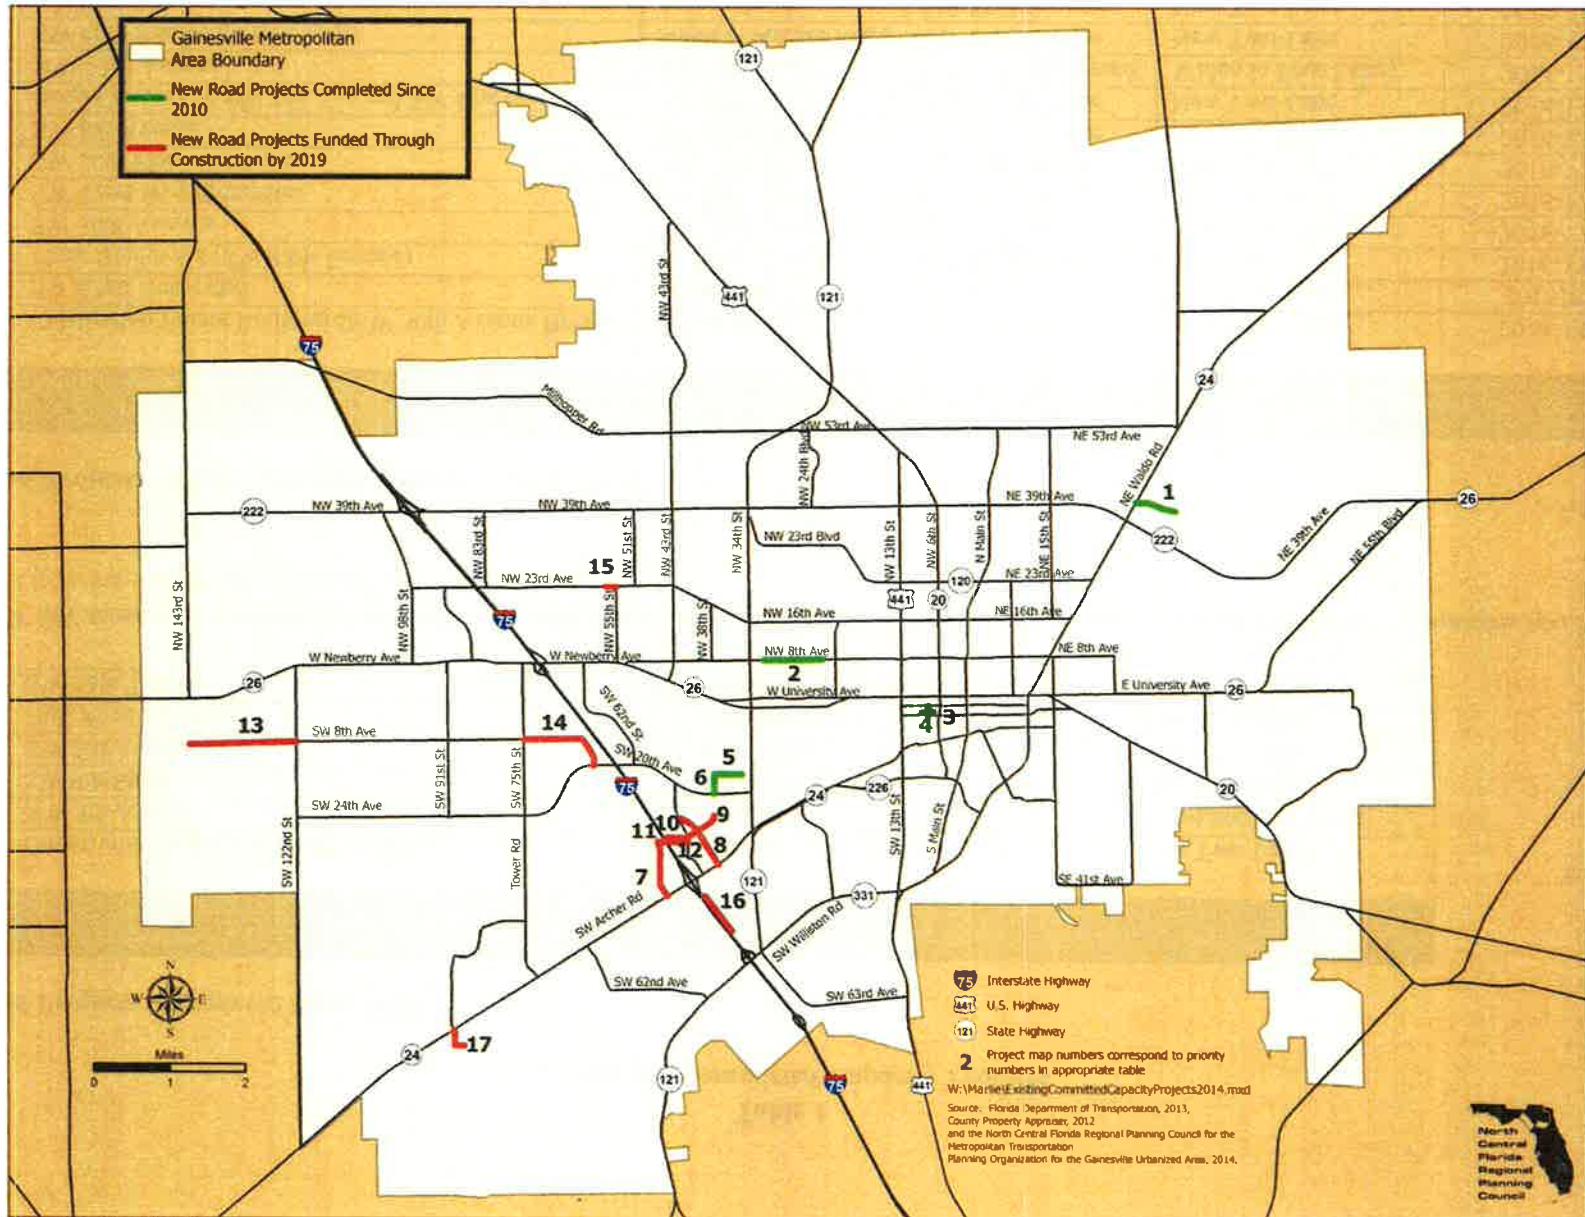 Gainesville Metropolitan
Area Boundary
New Road Projects Completed Since
2010
New Road Projects Funded Through
Construction by 2019
121
75
441
121
NW 43rd St
24
Millhopper Rd
NW 53rd Ave
NE 53rd Ave
NW 24th Blvd
NE Waldo Rd
1
26
222
NW 39th Ave
NW 39th Ave
NE 39th Ave
222
NE 39th Ave
NE 55th Blvd
NW 83rd St
NW 51st St
NW 43rd St
NW 34th St
NW 23rd Blvd
NW 13th St
NW 6th St
N Main St
NE 15th St
15
NW 23rd Ave
120
NE 23rd Ave
NW 143rd St
NW 98th St
75
NW 55th St
NW 38th St
NW 16th Ave
441
20
NE 16th Ave
W Newberry Ave
W Newberry Ave
NW 8th Ave
NE 8th Ave
2
26
26
W University Ave
E University Ave
26
SW 62nd St
4
3
13
14
SW 8th Ave
SW 20th Ave
5
6
SW 91st St
SW 75th St
75
24
226
20
SW 24th Ave
SW 122nd St
Tower Rd
11
10
9
12
8
7
SW 13th St
S Main St
121
SE 41st Ave
16
331
SW Archer Rd
SW Williston Rd
SW 62nd Ave
SW 63rd Ave
N
W
E
S
17
24
Miles
0
1
2
121
75
441
75 Interstate Highway
441 U.S. Highway
121 State Highway
2 Project map numbers correspond to priority
numbers in appropriate table
W:\Marlie\ExistingCommittedCapacityProjects2014.mxd
Source: Florida Department of Transportation, 2013,
County Property Appraiser, 2012
and the North Central Florida Regional Planning Council for the
Metropolitan Transportation
Planning Organization for the Gainesville Urbanized Area, 2014.
North
Central
Florida
Regional
Planning
Council